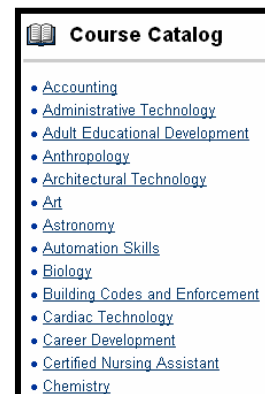 Course Catalog
• Accounting
• Administrative Technology
• Adult Educational Development
• Anthropology
• Architectural Technology
• Art
• Astronomy
• Automation Skills
• Biology
• Building Codes and Enforcement
• Cardiac Technology
• Career Development
• Certified Nursing Assistant
• Chemistry